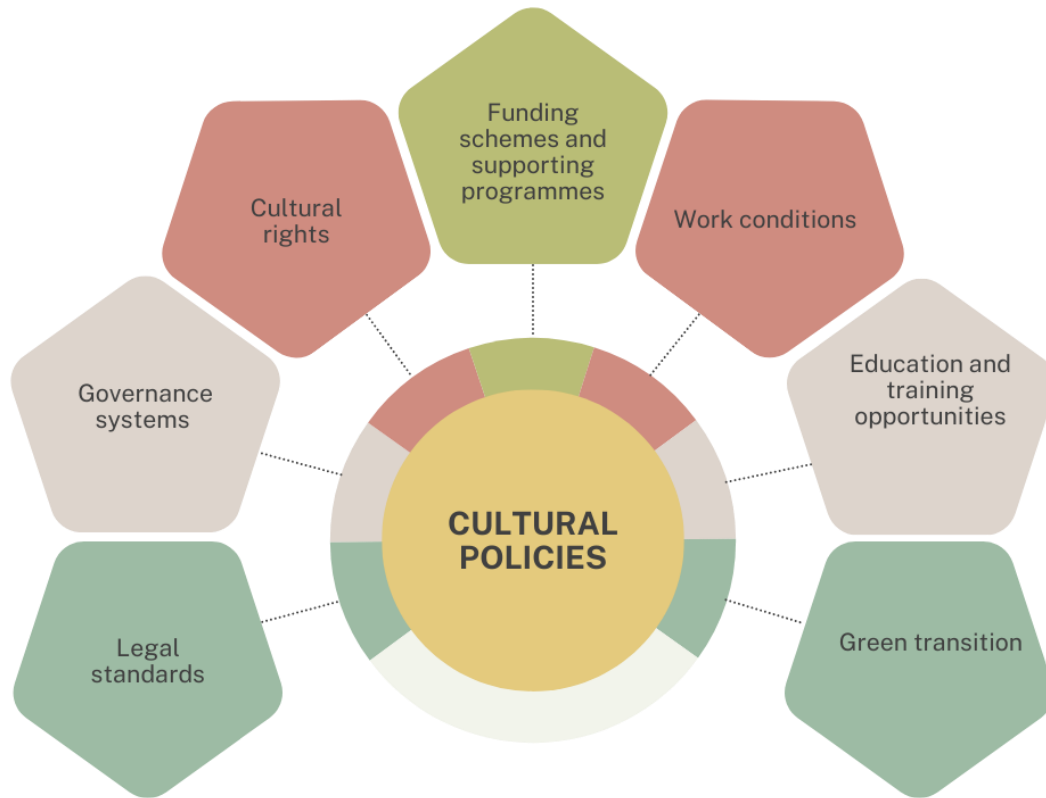 Funding
schemes and
supporting
programmes
Cultural
rights
Work conditions
Governance
systems
Education and
training
opportunities
CULTURAL
POLICIES
Legal
standards
Green transition